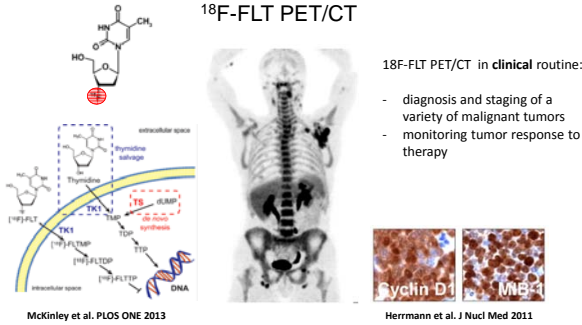 ¹⁸F-FLT PET/CT
O
CH₃
HN
O
N
HO
O
18F-FLT PET/CT in clinical routine:
- diagnosis and staging of a
variety of malignant tumors
- monitoring tumor response to
therapy
extracellular space
thymidine
salvage
Thymidine
TS
dUMP
TK1
TMP
de novo
synthesis
[¹⁸F]-FLT
TK1
TDP
[¹⁸F]-FLTMP
TTP
[¹⁸F]-FLTDP
[¹⁸F]-FLTTP
DNA
intracellular space
Cyclin D1
MIB-1
McKinley et al. PLOS ONE 2013
Herrmann et al. J Nucl Med 2011